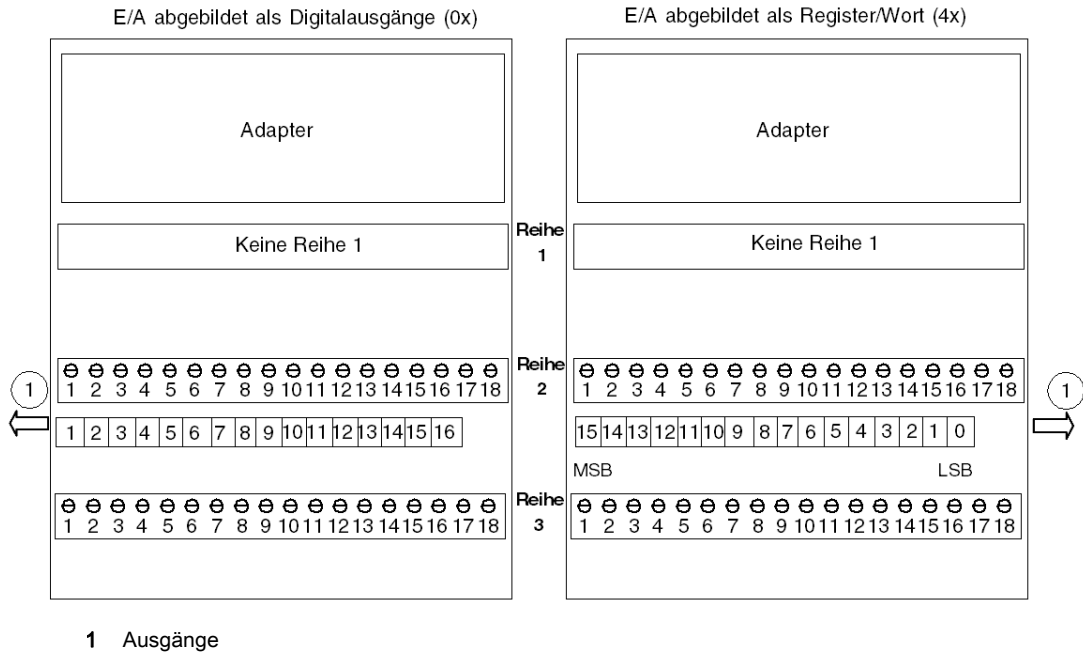 E/A abgebildet als Digitalausgänge (0x)
E/A abgebildet als Register/Wort (4x)
Adapter
Adapter
Keine Reihe 1
Reihe
1
Keine Reihe 1
1 2 3 4 5 6 7 8 9 10 11 12 13 14 15 16 17 18
Reihe
2
1 2 3 4 5 6 7 8 9 10 11 12 13 14 15 16 17 18
1
1
1 2 3 4 5 6 7 8 9 10 11 12 13 14 15 16
15 14 13 12 11 10 9 8 7 6 5 4 3 2 1 0
MSB LSB
1 2 3 4 5 6 7 8 9 10 11 12 13 14 15 16 17 18
Reihe
3
1 2 3 4 5 6 7 8 9 10 11 12 13 14 15 16 17 18
1 Ausgänge